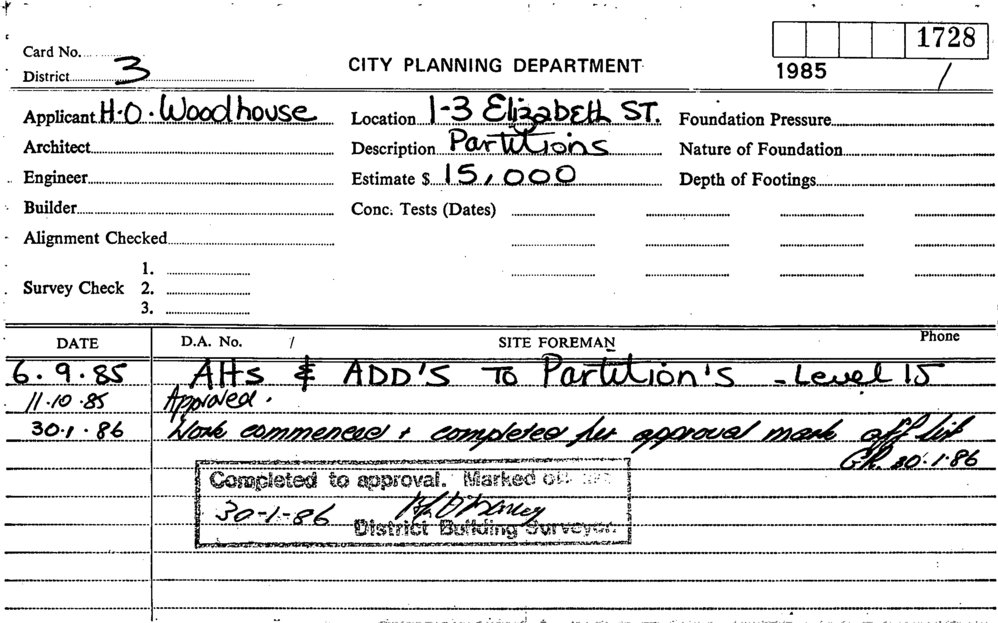 1728
Card No.
CITY PLANNING DEPARTMENT
1985 /
District 3
Applicant H.O. Woodhouse Location 1-3 Elizabeth ST. Foundation Pressure
Architect Description Partitions Nature of Foundation
Engineer Estimate $ 15,000 Depth of Footings
Builder Conc. Tests (Dates)
Alignment Checked
1.
Survey Check 2.
3.
DATE D.A. No. / SITE FOREMAN Phone
6.9.85 Alts & ADD'S TO Partition's - Level 15
11.10.85 Approved.
30.1.86 Work commenced + completed per approval mark off list
GR. 30.1.86
Completed to approval. Marked off
30-1-86
District Building Surveyor.